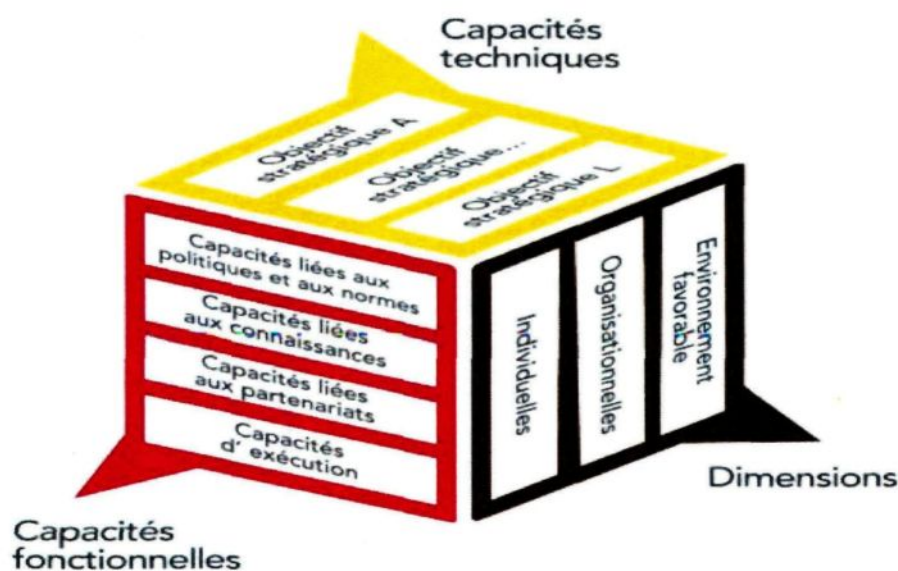 Capacités
techniques
Objectif
stratégique A
Objectif
stratégique...
Objectif
stratégique L
Capacités liées aux
politiques et aux normes
Capacités liées
aux connaissances
Capacités liées
aux partenariats
Capacités
d' exécution
Individuelles
Organisationnelles
Environnement
favorable
Dimensions
Capacités
fonctionnelles